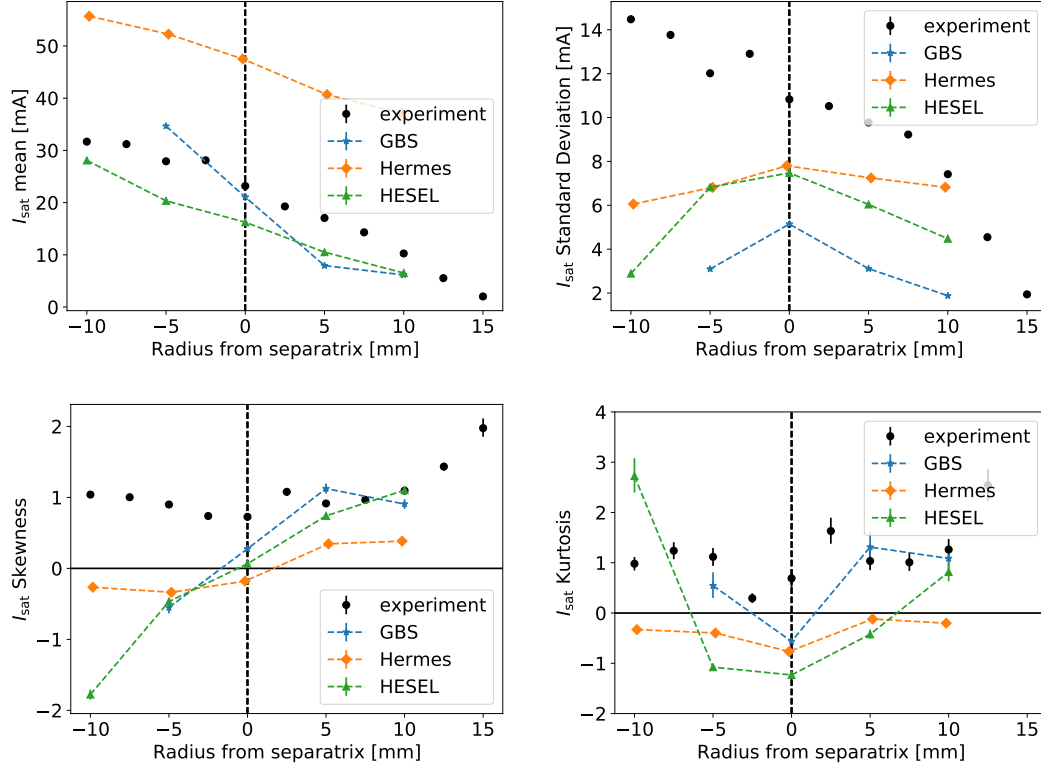 50
40
30
20
10
0
I_sat mean [mA]
experiment
GBS
Hermes
HESEL
−10 −5 0 5 10 15
Radius from separatrix [mm]
14
12
10
8
6
4
2
I_sat Standard Deviation [mA]
experiment
GBS
Hermes
HESEL
−10 −5 0 5 10 15
Radius from separatrix [mm]
2
1
0
−1
−2
I_sat Skewness
experiment
GBS
Hermes
HESEL
−10 −5 0 5 10 15
Radius from separatrix [mm]
4
3
2
1
0
−1
−2
I_sat Kurtosis
experiment
GBS
Hermes
HESEL
−10 −5 0 5 10 15
Radius from separatrix [mm]